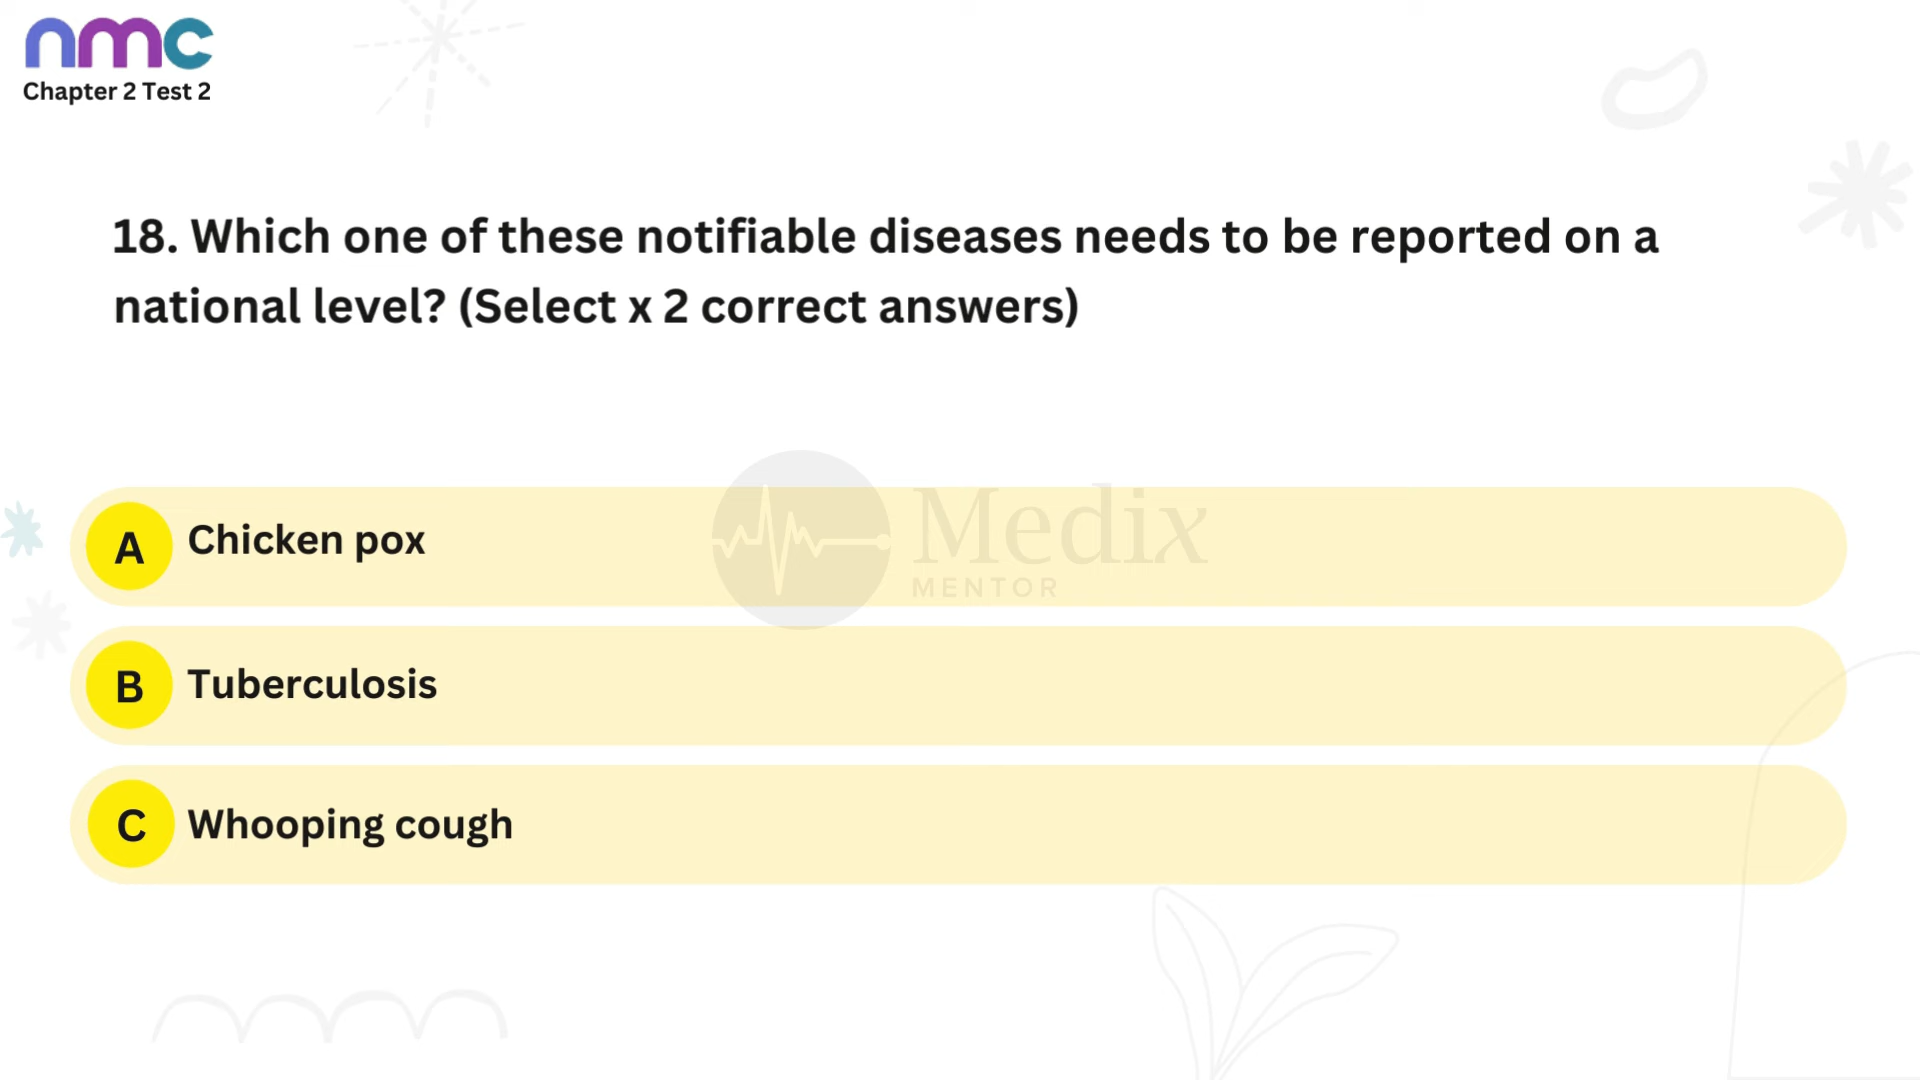 nmc
Chapter 2 Test 2
18. Which one of these notifiable diseases needs to be reported on a
national level? (Select x 2 correct answers)
A Chicken pox
Medix
MENTOR
B Tuberculosis
C Whooping cough